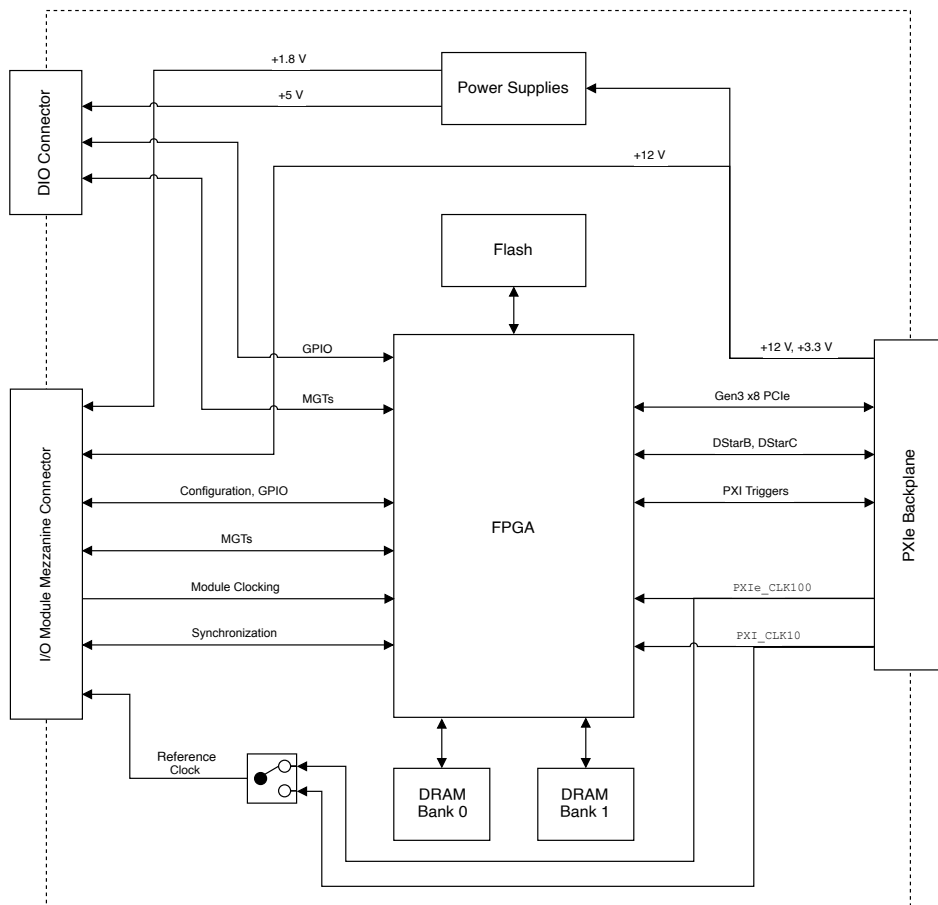 +1.8 V
Power Supplies
+5 V
DIO Connector
+12 V
Flash
GPIO
+12 V, +3.3 V
MGTs
Gen3 x8 PCIe
DStarB, DStarC
Configuration, GPIO
PXI Triggers
FPGA
I/O Module Mezzanine Connector
PXIe Backplane
MGTs
Module Clocking
PXIe_CLK100
Synchronization
PXI_CLK10
Reference
Clock
DRAM
Bank 0
DRAM
Bank 1